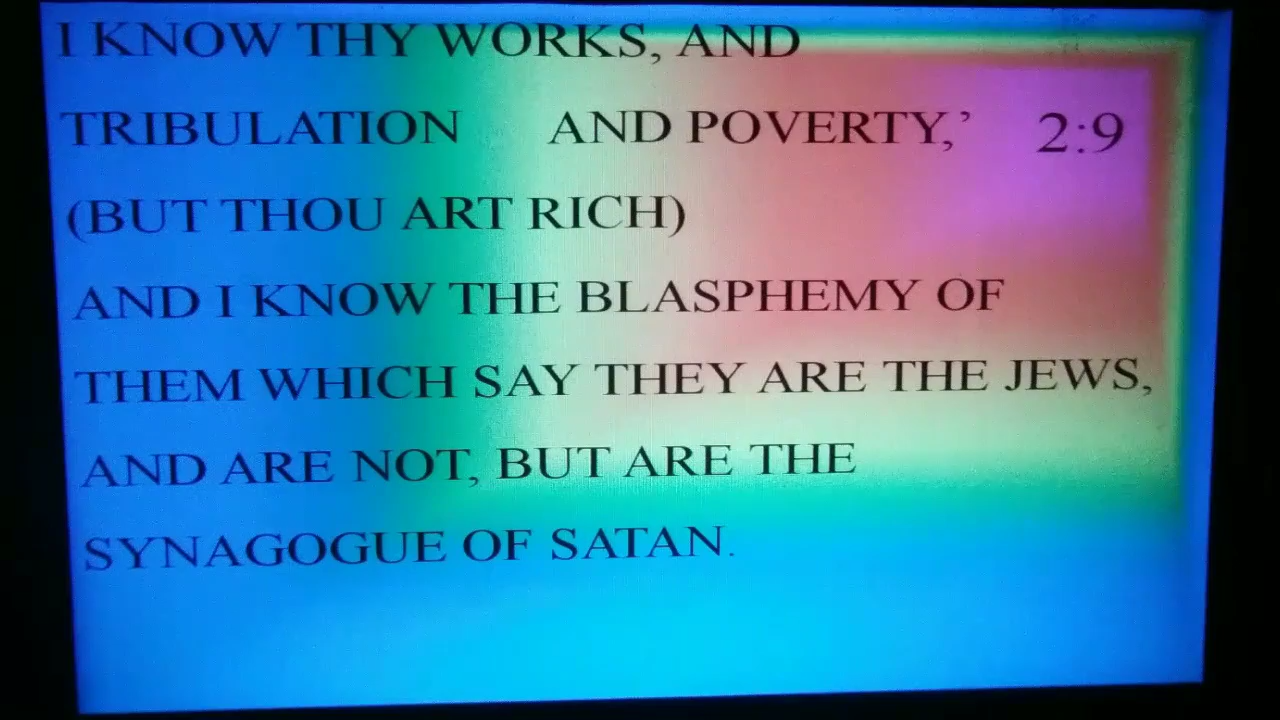 I KNOW THY WORKS, AND
TRIBULATION AND POVERTY,’ 2:9
(BUT THOU ART RICH)
AND I KNOW THE BLASPHEMY OF
THEM WHICH SAY THEY ARE THE JEWS,
AND ARE NOT, BUT ARE THE
SYNAGOGUE OF SATAN.